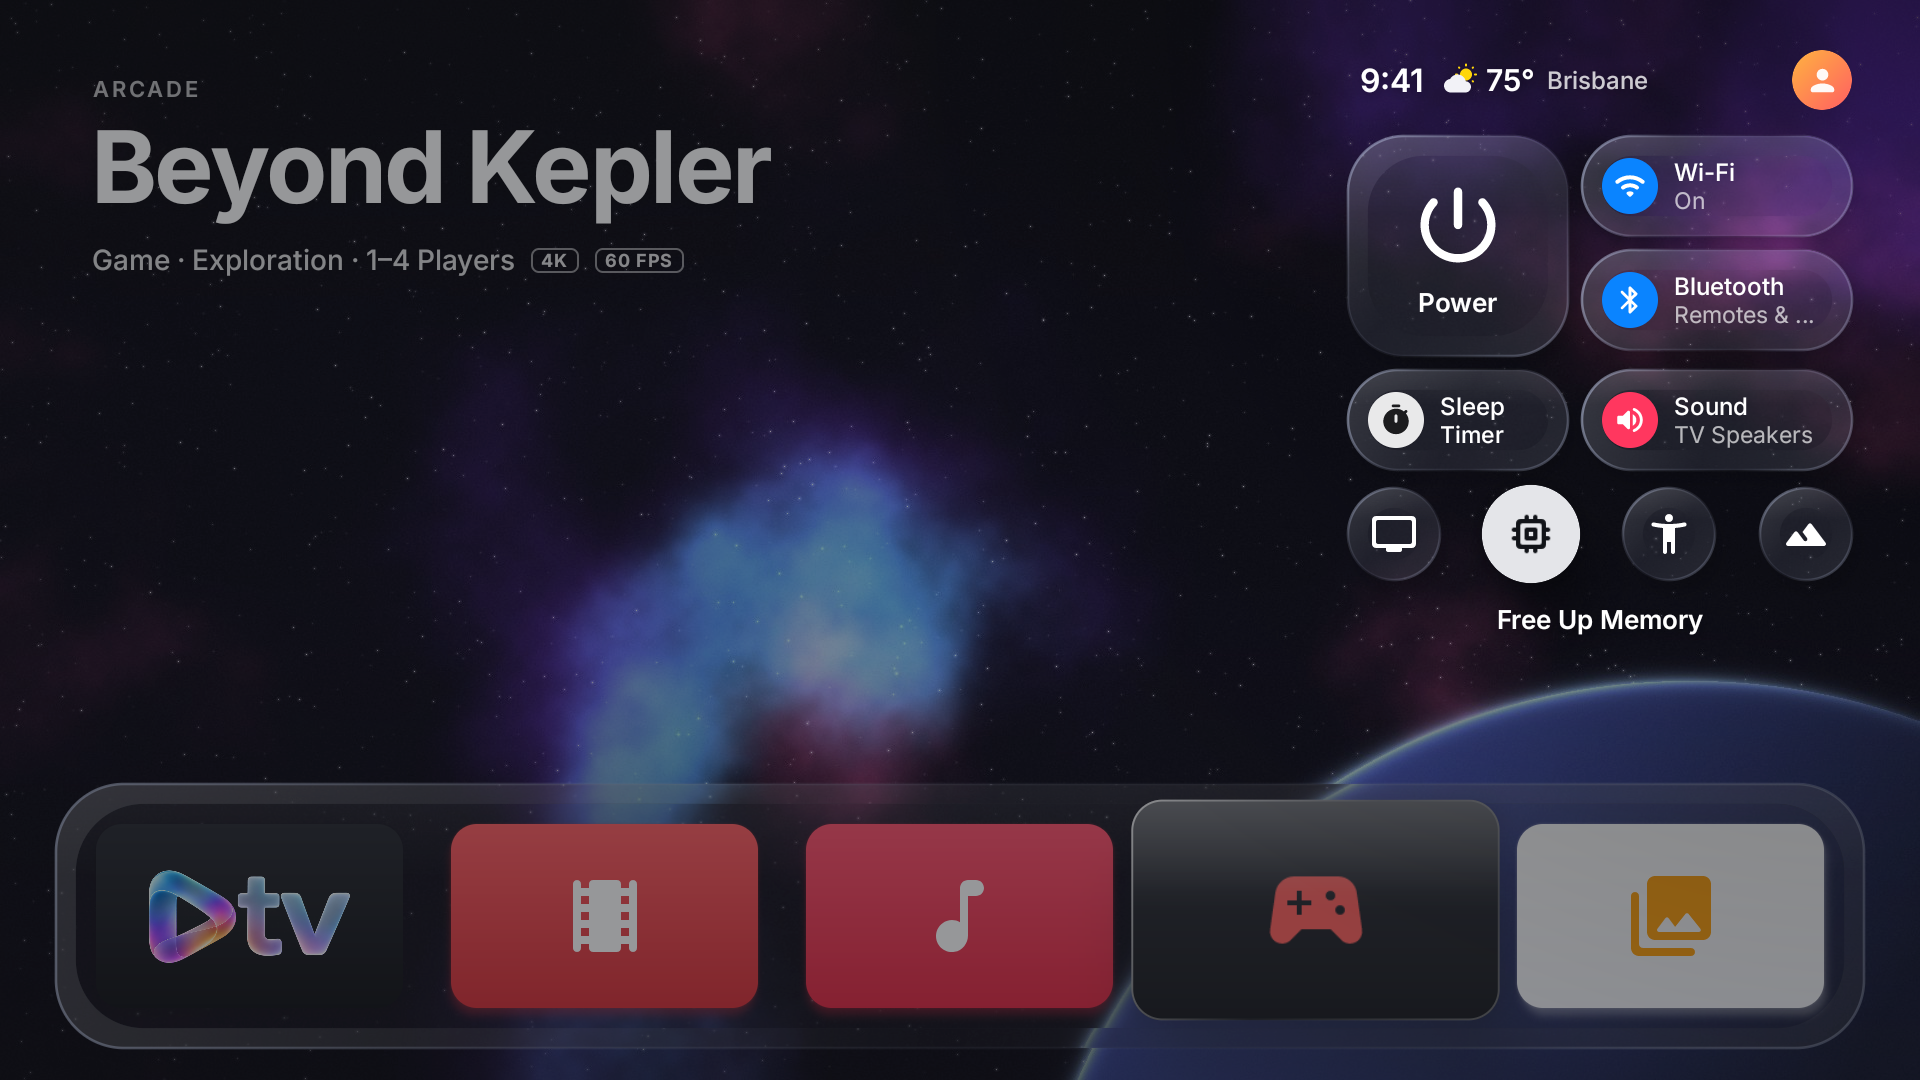 ARCADE
Beyond Kepler
Game · Exploration · 1–4 Players 4K 60 FPS
9:41 75° Brisbane
Power
Wi-Fi
On
Bluetooth
Remotes & ...
Sleep
Timer
Sound
TV Speakers
Free Up Memory
tv